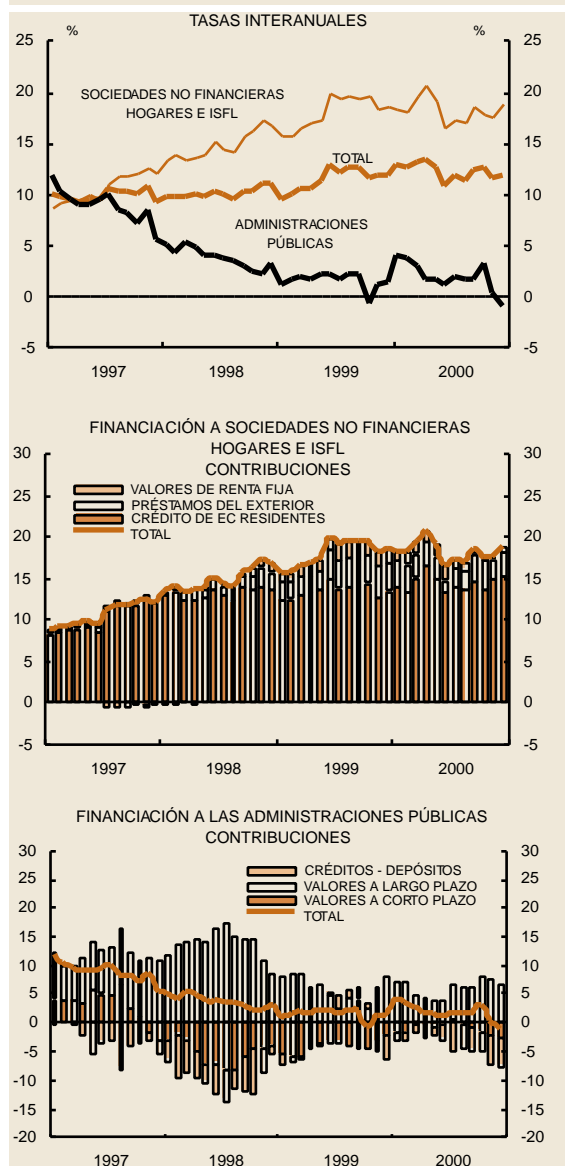 TASAS INTERANUALES
% %
25 25
20 20
15 15
10 10
5 5
0 0
-5 -5
SOCIEDADES NO FINANCIERAS
HOGARES E ISFL
TOTAL
ADMINISTRACIONES
PÚBLICAS
1997 1998 1999 2000
FINANCIACIÓN A SOCIEDADES NO FINANCIERAS
HOGARES E ISFL
CONTRIBUCIONES
30 30
25 25
20 20
15 15
10 10
5 5
0 0
-5 -5
VALORES DE RENTA FIJA
PRÉSTAMOS DEL EXTERIOR
CRÉDITO DE EC RESIDENTES
TOTAL
1997 1998 1999 2000
FINANCIACIÓN A LAS ADMINISTRACIONES PÚBLICAS
CONTRIBUCIONES
30 30
25 25
20 20
15 15
10 10
5 5
0 0
-5 -5
-10 -10
-15 -15
-20 -20
CRÉDITOS - DEPÓSITOS
VALORES A LARGO PLAZO
VALORES A CORTO PLAZO
TOTAL
1997 1998 1999 2000